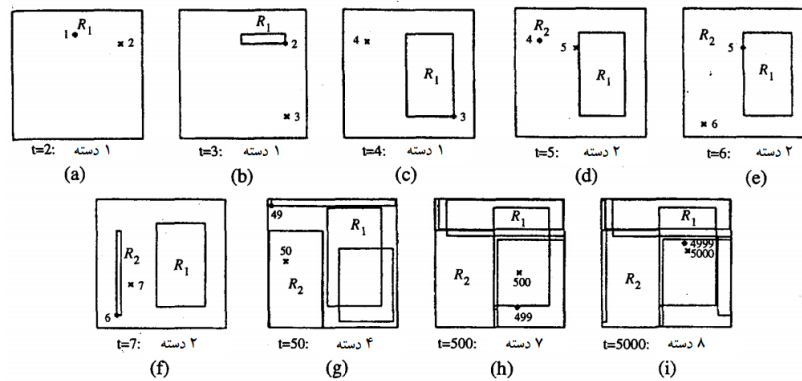 1 R₁
× 2
t=2: ۱ دسته
(a)
R₁
2
× 3
t=3: ۱ دسته
(b)
4 ×
R₁
3
t=4: ۱ دسته
(c)
R₂
4
5 ×
R₁
t=5: ۲ دسته
(d)
R₂
5
R₁
× 6
t=6: ۲ دسته
(e)
R₂
R₁
× 7
6
t=7: ۲ دسته
(f)
49
R₁
50
×
R₂
t=50: ۴ دسته
(g)
R₁
R₂
×
500
499
t=500: ۷ دسته
(h)
R₁
4999
× 5000
R₂
t=5000: ۸ دسته
(i)